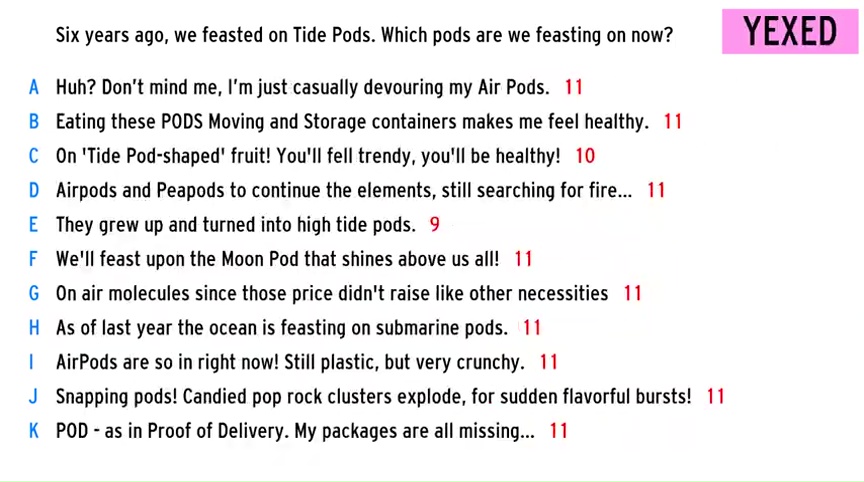 Six years ago, we feasted on Tide Pods. Which pods are we feasting on now?
YEXED
A Huh? Don't mind me, I'm just casually devouring my Air Pods. 11
B Eating these PODS Moving and Storage containers makes me feel healthy. 11
C On 'Tide Pod-shaped' fruit! You'll fell trendy, you'll be healthy! 10
D Airpods and Peapods to continue the elements, still searching for fire... 11
E They grew up and turned into high tide pods. 9
F We'll feast upon the Moon Pod that shines above us all! 11
G On air molecules since those price didn't raise like other necessities 11
H As of last year the ocean is feasting on submarine pods. 11
I AirPods are so in right now! Still plastic, but very crunchy. 11
J Snapping pods! Candied pop rock clusters explode, for sudden flavorful bursts! 11
K POD - as in Proof of Delivery. My packages are all missing... 11